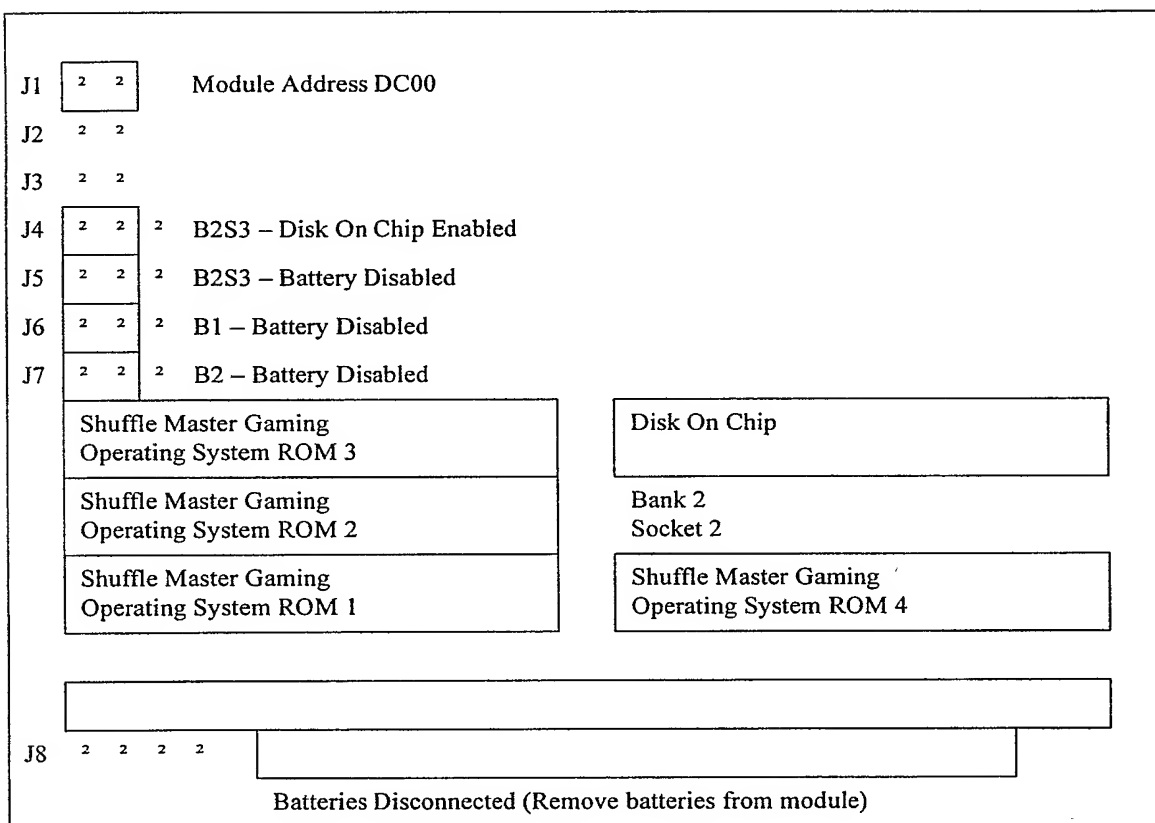 J1 2 2 Module Address DC00
J2 2 2
J3 2 2
J4 2 2 2 B2S3 – Disk On Chip Enabled
J5 2 2 2 B2S3 – Battery Disabled
J6 2 2 2 B1 – Battery Disabled
J7 2 2 2 B2 – Battery Disabled
Shuffle Master Gaming
Operating System ROM 3
Disk On Chip
Shuffle Master Gaming
Operating System ROM 2
Bank 2
Socket 2
Shuffle Master Gaming
Operating System ROM 1
Shuffle Master Gaming
Operating System ROM 4
J8 2 2 2 2
Batteries Disconnected (Remove batteries from module)